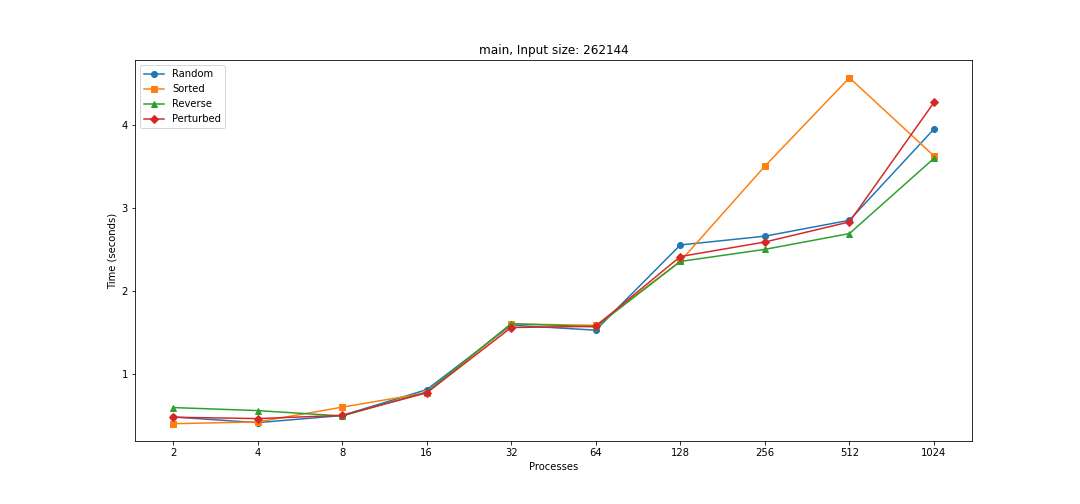 main, Input size: 262144
Random
Sorted
Reverse
Perturbed
4
3
2
1
Time (seconds)
2 4 8 16 32 64 128 256 512 1024
Processes